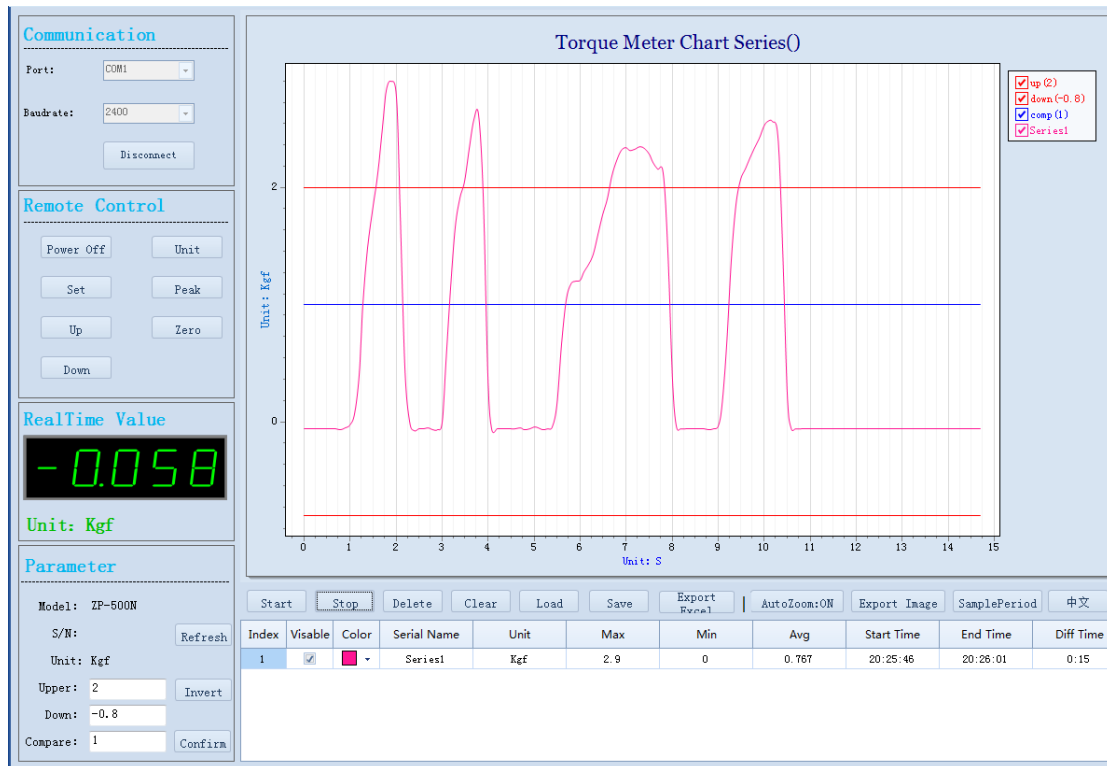 Communication
Port: COM1
Baudrate: 2400
Disconnect
Remote Control
Power Off Unit
Set Peak
Up Zero
Down
RealTime Value
-0.058
Unit: Kgf
Parameter
Model: ZP-500N
S/N: Refresh
Unit: Kgf
Upper: 2 Invert
Down: -0.8
Compare: 1 Confirm
Torque Meter Chart Series()
up(2)
down(-0.8)
comp(1)
Series1
Unit: Kgf
2
0
0 1 2 3 4 5 6 7 8 9 10 11 12 13 14 15
Unit: S
Start Stop Delete Clear Load Save Export Excel AutoZoom:ON Export Image SamplePeriod 中文
Index Visable Color Serial Name Unit Max Min Avg Start Time End Time Diff Time
1 Series1 Kgf 2.9 0 0.767 20:25:46 20:26:01 0:15